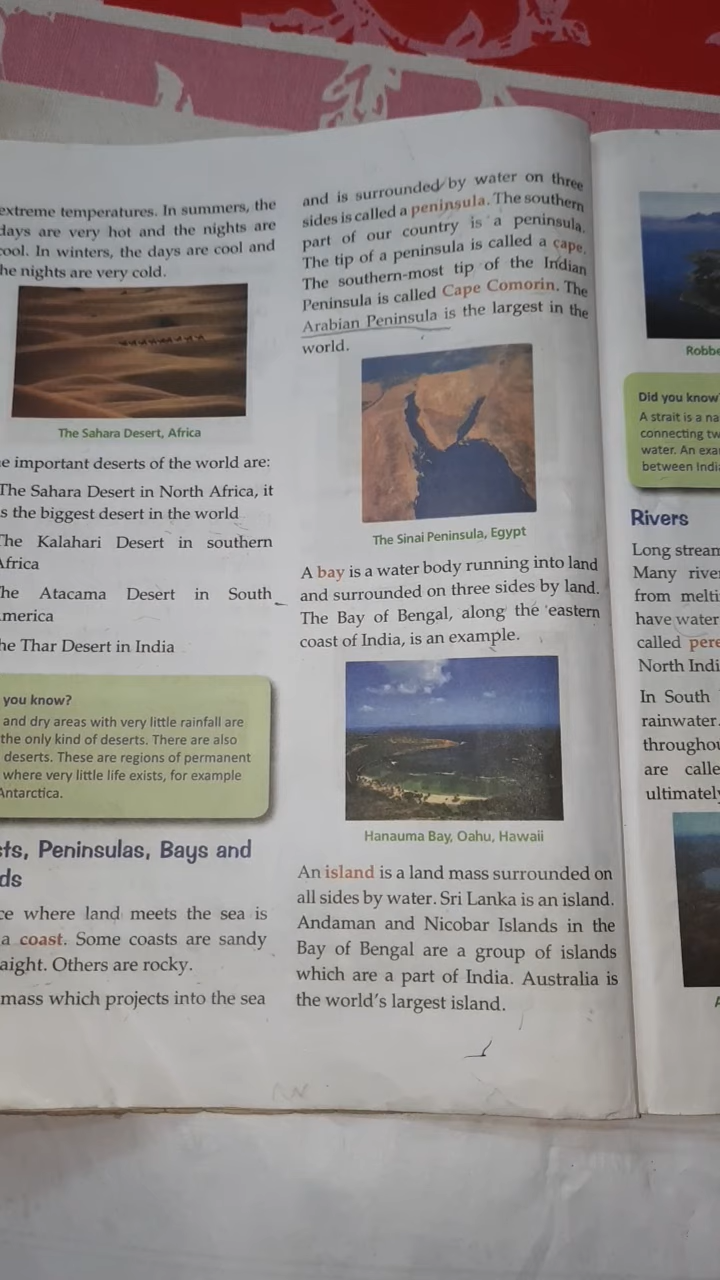 extreme temperatures. In summers, the
days are very hot and the nights are
cool. In winters, the days are cool and
he nights are very cold.
The Sahara Desert, Africa
e important deserts of the world are:
The Sahara Desert in North Africa, it
s the biggest desert in the world
The Kalahari Desert in southern
Africa
he Atacama Desert in South
merica
he Thar Desert in India
you know?
and dry areas with very little rainfall are
the only kind of deserts. There are also
deserts. These are regions of permanent
where very little life exists, for example
Antarctica.
sts, Peninsulas, Bays and
ds
ce where land meets the sea is
a coast. Some coasts are sandy
aight. Others are rocky.
mass which projects into the sea
and is surrounded by water on three
sides is called a peninsula. The southern
part of our country is a peninsula.
The tip of a peninsula is called a cape.
The southern-most tip of the Indian
Peninsula is called Cape Comorin. The
Arabian Peninsula is the largest in the
world.
The Sinai Peninsula, Egypt
A bay is a water body running into land
and surrounded on three sides by land.
The Bay of Bengal, along the eastern
coast of India, is an example.
Hanauma Bay, Oahu, Hawaii
An island is a land mass surrounded on
all sides by water. Sri Lanka is an island.
Andaman and Nicobar Islands in the
Bay of Bengal are a group of islands
which are a part of India. Australia is
the world's largest island.
Robbe
Did you know
A strait is a na
connecting tw
water. An exa
between Indi
Rivers
Long stream
Many rive
from melti
have water
called pere
North Indi
In South
rainwater.
throughou
are calle
ultimately